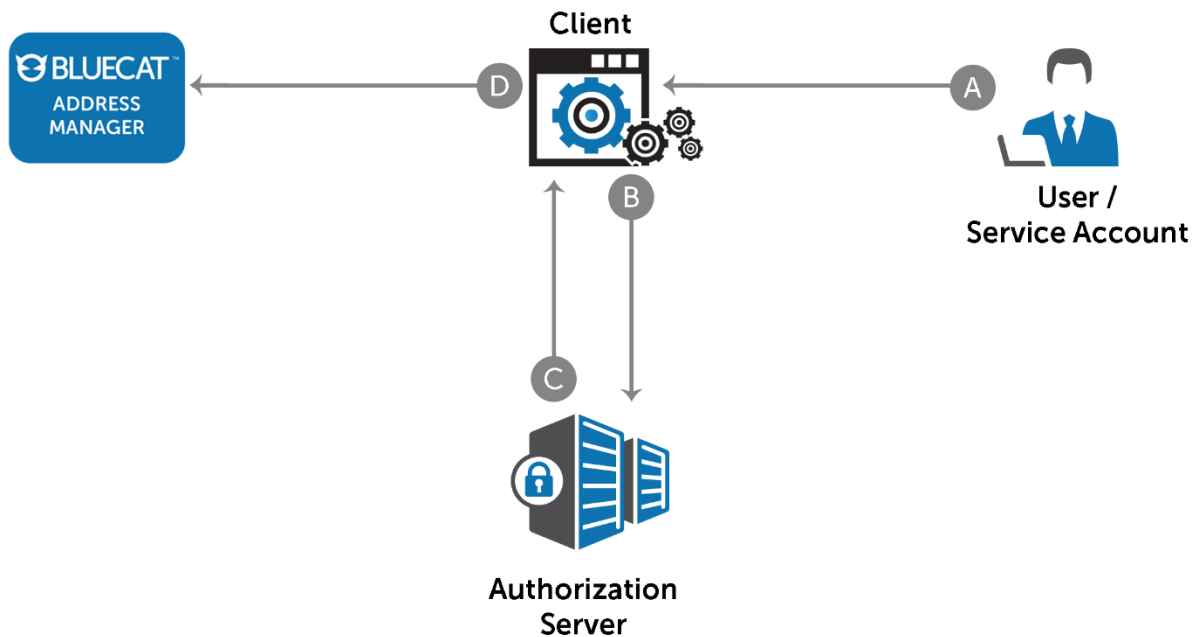 Client
BLUECAT™
ADDRESS
MANAGER
D
A
B
User /
Service Account
C
Authorization
Server